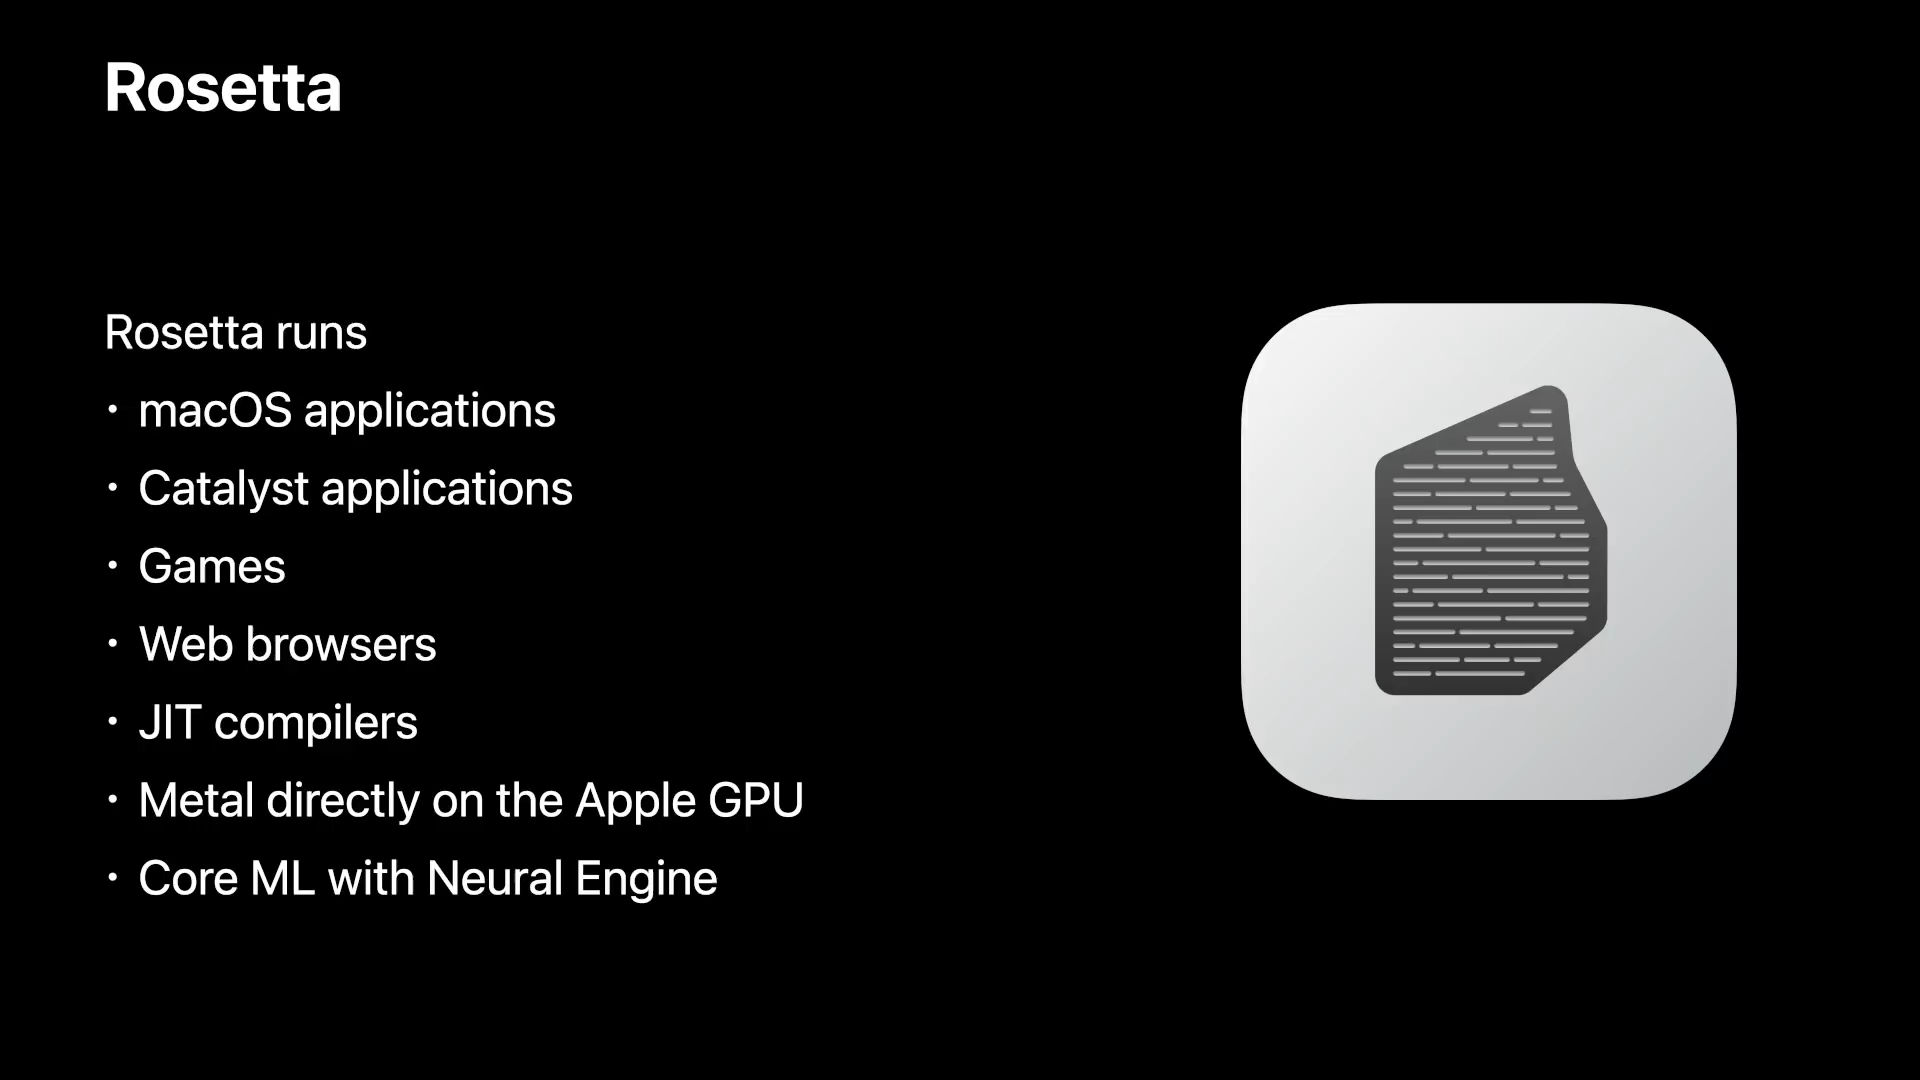 Rosetta
Rosetta runs
• macOS applications
• Catalyst applications
• Games
• Web browsers
• JIT compilers
• Metal directly on the Apple GPU
• Core ML with Neural Engine